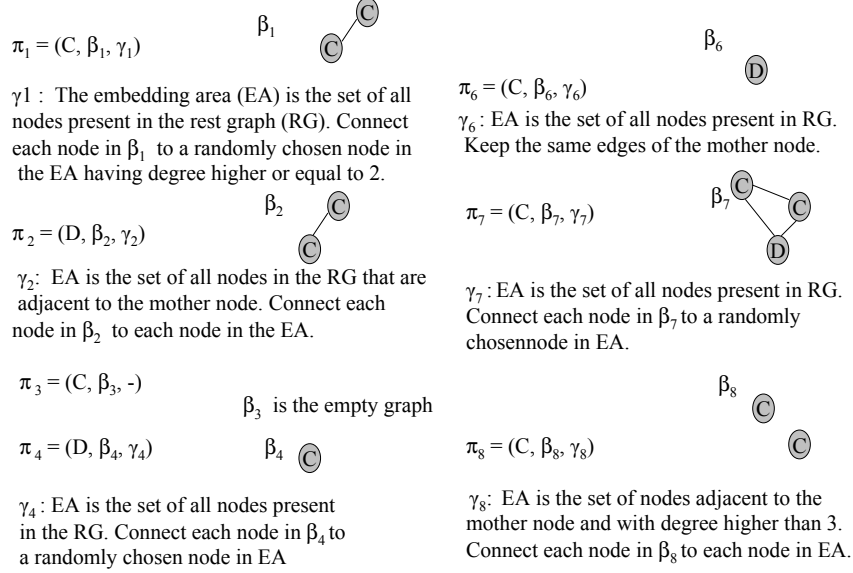 β1
C
C
π1 = (C, β1, γ1)
γ1 : The embedding area (EA) is the set of all
nodes present in the rest graph (RG). Connect
each node in β1 to a randomly chosen node in
the EA having degree higher or equal to 2.
β2
C
C
π2 = (D, β2, γ2)
γ2: EA is the set of all nodes in the RG that are
adjacent to the mother node. Connect each
node in β2 to each node in the EA.
π3 = (C, β3, -)
β3 is the empty graph
π4 = (D, β4, γ4)
β4
C
γ4 : EA is the set of all nodes present
in the RG. Connect each node in β4 to
a randomly chosen node in EA
β6
D
π6 = (C, β6, γ6)
γ6 : EA is the set of all nodes present in RG.
Keep the same edges of the mother node.
β7
C
C
D
π7 = (C, β7, γ7)
γ7 : EA is the set of all nodes present in RG.
Connect each node in β7 to a randomly
chosennode in EA.
β8
C
C
π8 = (C, β8, γ8)
γ8: EA is the set of nodes adjacent to the
mother node and with degree higher than 3.
Connect each node in β8 to each node in EA.